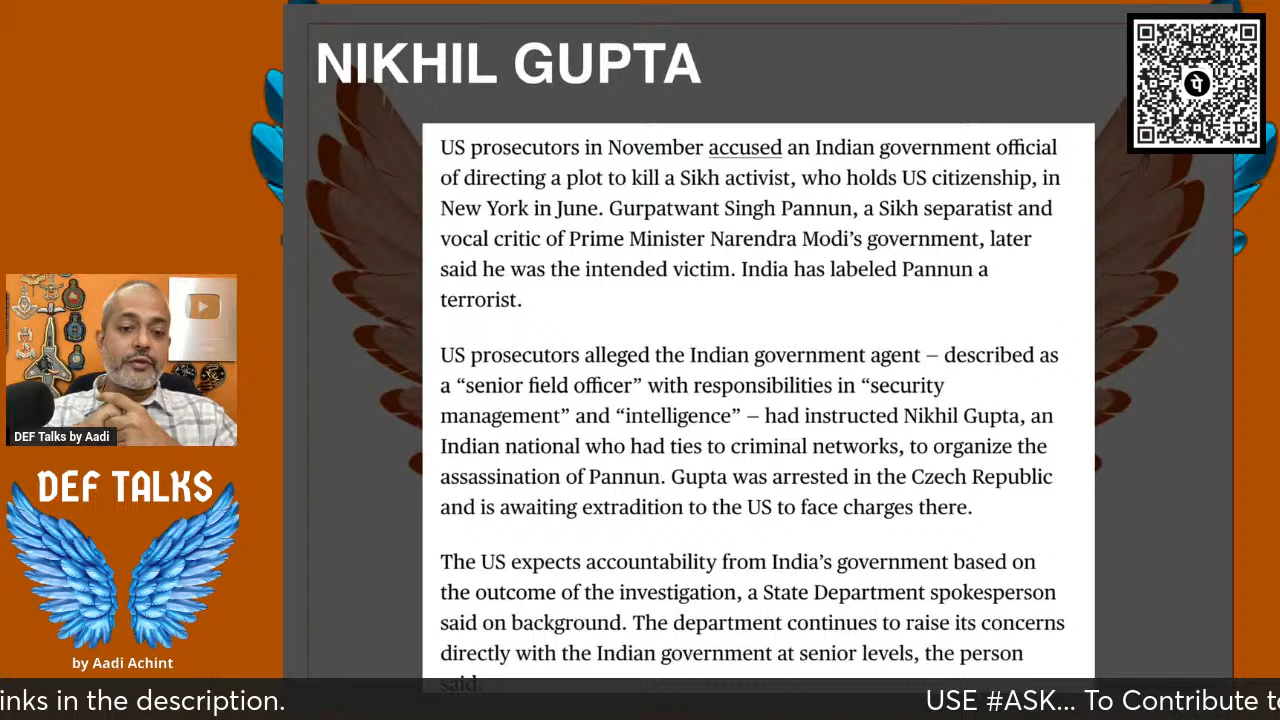 NIKHIL GUPTA
पे
US prosecutors in November accused an Indian government official
of directing a plot to kill a Sikh activist, who holds US citizenship, in
New York in June. Gurpatwant Singh Pannun, a Sikh separatist and
vocal critic of Prime Minister Narendra Modi’s government, later
said he was the intended victim. India has labeled Pannun a
terrorist.
US prosecutors alleged the Indian government agent – described as
a “senior field officer” with responsibilities in “security
management” and “intelligence” – had instructed Nikhil Gupta, an
Indian national who had ties to criminal networks, to organize the
assassination of Pannun. Gupta was arrested in the Czech Republic
and is awaiting extradition to the US to face charges there.
The US expects accountability from India’s government based on
the outcome of the investigation, a State Department spokesperson
said on background. The department continues to raise its concerns
directly with the Indian government at senior levels, the person
said.
DEF Talks by Aadi
DEF TALKS
by Aadi Achint
inks in the description.
USE #ASK... To Contribute to